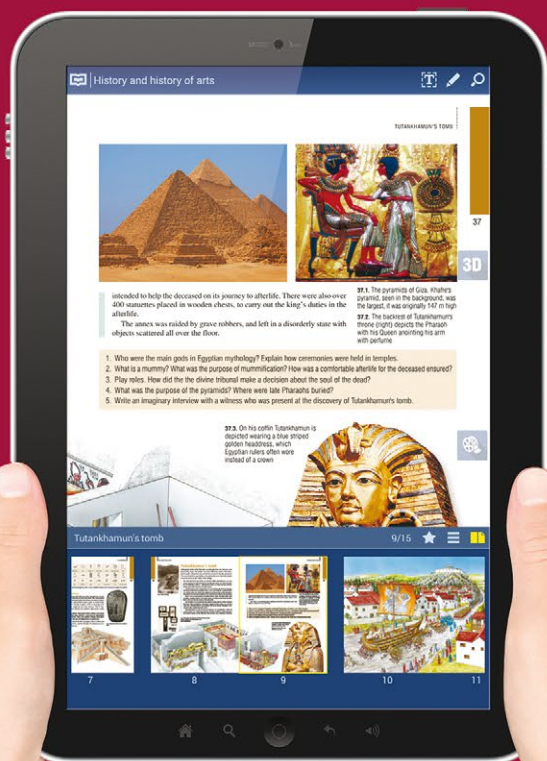 History and history of arts
TUTANKHAMUN'S TOMB
37
3D
intended to help the deceased on its journey to afterlife. There were also over
400 statuettes placed in wooden chests, to carry out the king's duties in the
afterlife.
The annex was raided by grave robbers, and left in a disorderly state with
objects scattered all over the floor.
37.1. The pyramids of Giza. Khafre's
pyramid, seen in the background, was
the largest, it was originally 147 m high
37.2. The backrest of Tutankhamun's
throne (right) depicts the Pharaoh
with his Queen anointing his arm
with perfume
1. Who were the main gods in Egyptian mythology? Explain how ceremonies were held in temples.
2. What is a mummy? What was the purpose of mummification? How was a comfortable afterlife for the deceased ensured?
3. Play roles. How did the the divine tribunal make a decision about the soul of the dead?
4. What was the purpose of the pyramids? Where were late Pharaohs buried?
5. Write an imaginary interview with a witness who was present at the discovery of Tutankhamun's tomb.
37.3. On his coffin Tutankhamun is
depicted wearing a blue striped
golden headdress, which
Egyptian rulers often wore
instead of a crown
Tutankhamun's tomb
9/15
7
8
9
10
11